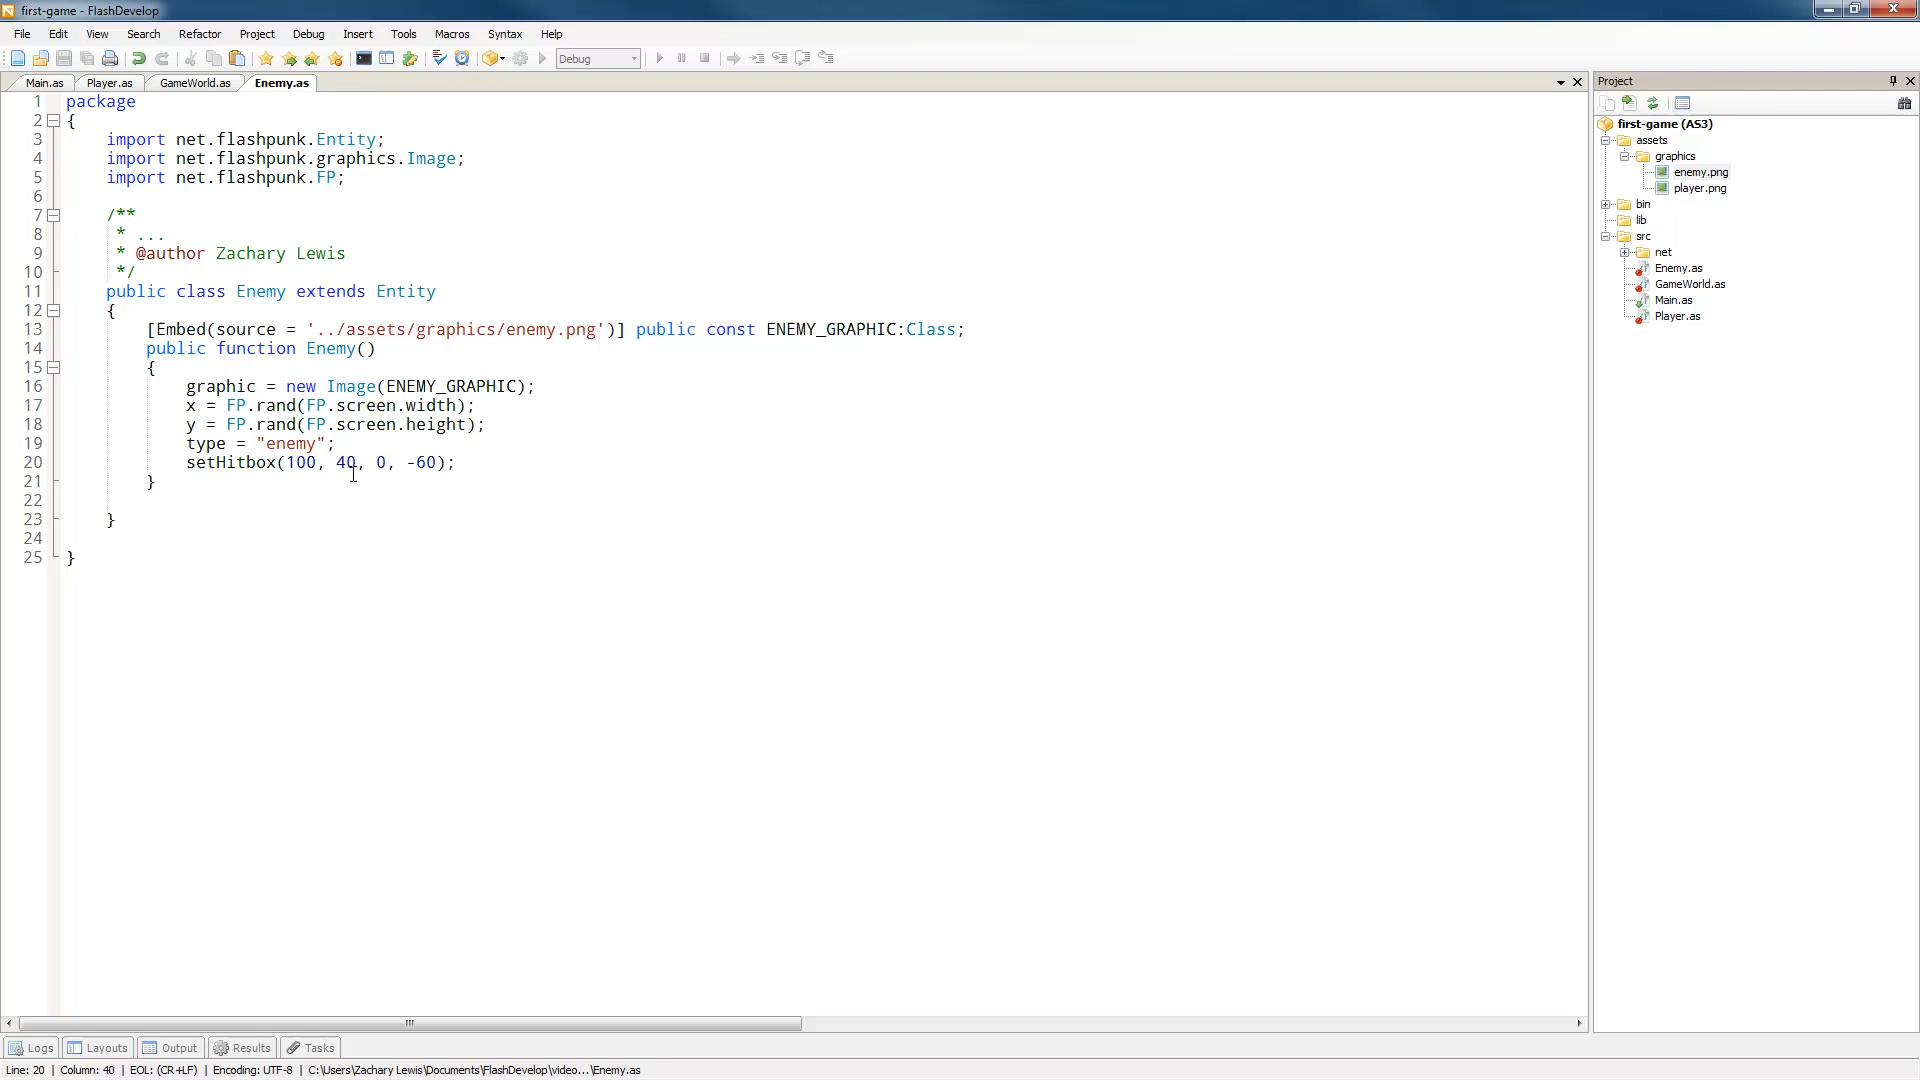 first-game - FlashDevelop
File Edit View Search Refactor Project Debug Insert Tools Macros Syntax Help
Debug
Main.as Player.as GameWorld.as Enemy.as
1 package
2 {
3 import net.flashpunk.Entity;
4 import net.flashpunk.graphics.Image;
5 import net.flashpunk.FP;
6
7 /**
8 * ...
9 * @author Zachary Lewis
10 */
11 public class Enemy extends Entity
12 {
13 [Embed(source = '../assets/graphics/enemy.png')] public const ENEMY_GRAPHIC:Class;
14 public function Enemy()
15 {
16 graphic = new Image(ENEMY_GRAPHIC);
17 x = FP.rand(FP.screen.width);
18 y = FP.rand(FP.screen.height);
19 type = "enemy";
20 setHitbox(100, 40, 0, -60);
21 }
22
23 }
24
25 }
Project
first-game (AS3)
assets
graphics
enemy.png
player.png
bin
lib
src
net
Enemy.as
GameWorld.as
Main.as
Player.as
Logs Layouts Output Results Tasks
Line: 20 | Column: 40 | EOL: (CR+LF) | Encoding: UTF-8 | C:\Users\Zachary Lewis\Documents\FlashDevelop\video...\Enemy.as